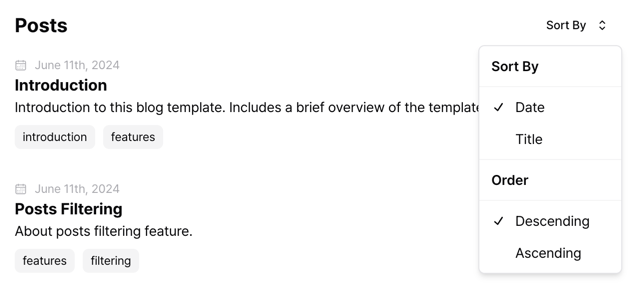 Posts
Sort By
June 11th, 2024
Introduction
Introduction to this blog template. Includes a brief overview of the template
introduction
features
June 11th, 2024
Posts Filtering
About posts filtering feature.
features
filtering
Sort By
Date
Title
Order
Descending
Ascending